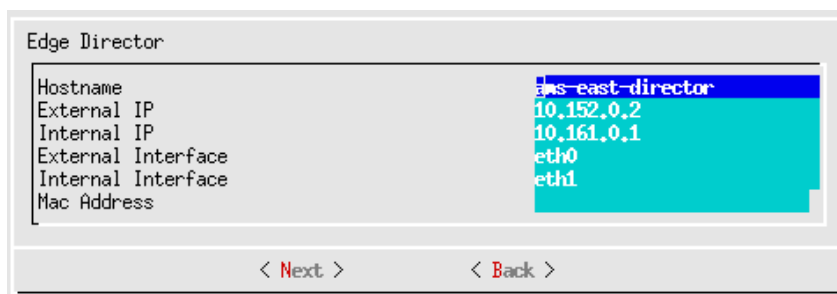 Edge Director
Hostname ams-east-director
External IP 10.152.0.2
Internal IP 10.161.0.1
External Interface eth0
Internal Interface eth1
Mac Address
< Next > < Back >